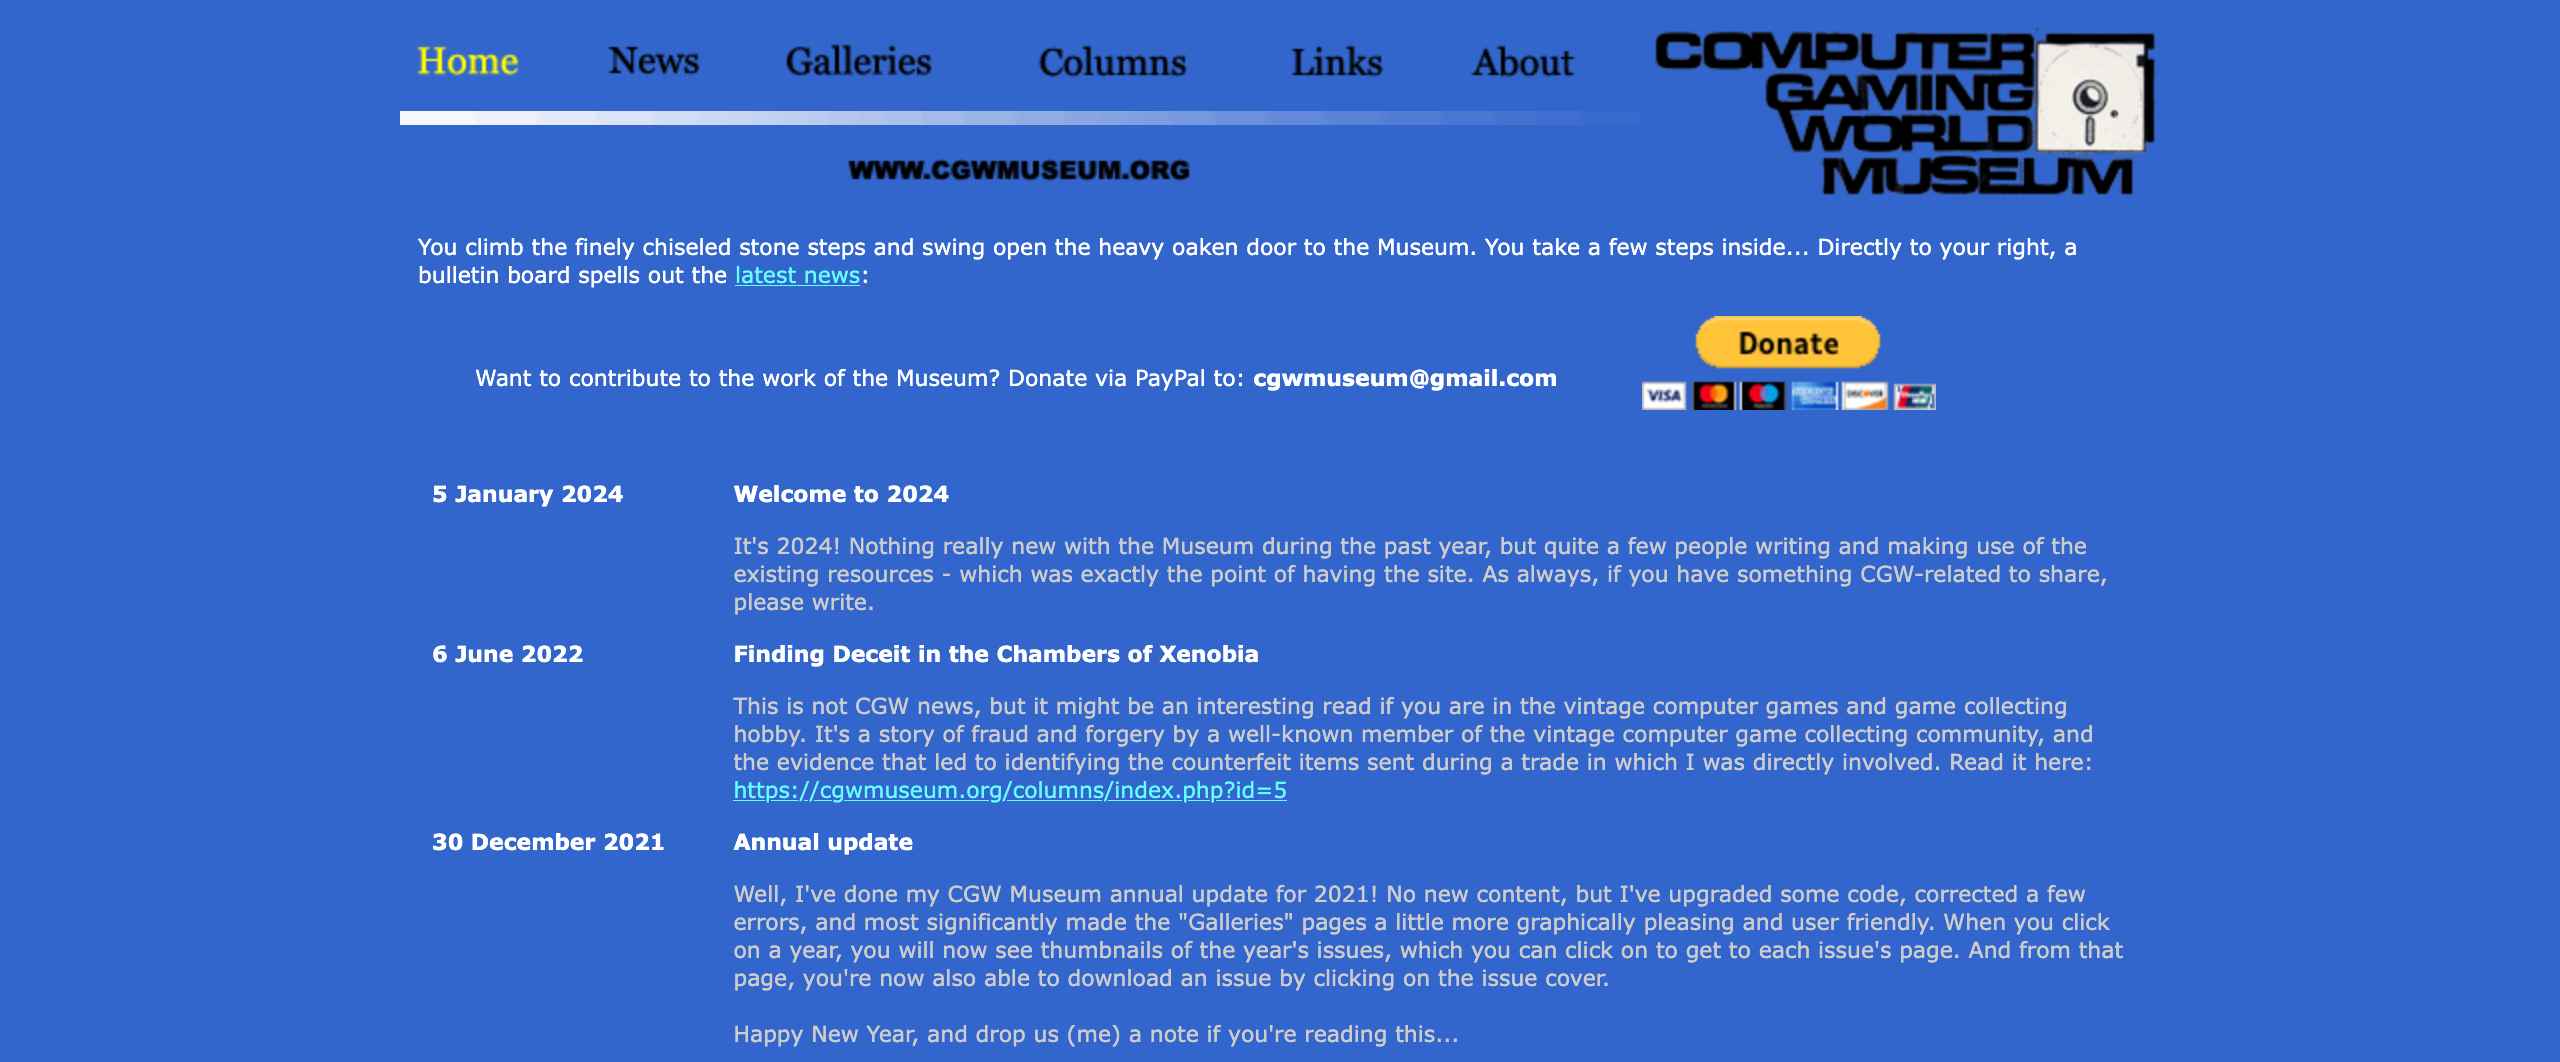 Home News Galleries Columns Links About
COMPUTER
GAMING
WORLD
MUSEUM
WWW.CGWMUSEUM.ORG
You climb the finely chiseled stone steps and swing open the heavy oaken door to the Museum. You take a few steps inside... Directly to your right, a
bulletin board spells out the latest news:
Donate
Want to contribute to the work of the Museum? Donate via PayPal to: cgwmuseum@gmail.com
VISA DISCOVER
5 January 2024 Welcome to 2024
It's 2024! Nothing really new with the Museum during the past year, but quite a few people writing and making use of the
existing resources - which was exactly the point of having the site. As always, if you have something CGW-related to share,
please write.
6 June 2022 Finding Deceit in the Chambers of Xenobia
This is not CGW news, but it might be an interesting read if you are in the vintage computer games and game collecting
hobby. It's a story of fraud and forgery by a well-known member of the vintage computer game collecting community, and
the evidence that led to identifying the counterfeit items sent during a trade in which I was directly involved. Read it here:
https://cgwmuseum.org/columns/index.php?id=5
30 December 2021 Annual update
Well, I've done my CGW Museum annual update for 2021! No new content, but I've upgraded some code, corrected a few
errors, and most significantly made the "Galleries" pages a little more graphically pleasing and user friendly. When you click
on a year, you will now see thumbnails of the year's issues, which you can click on to get to each issue's page. And from that
page, you're now also able to download an issue by clicking on the issue cover.
Happy New Year, and drop us (me) a note if you're reading this...